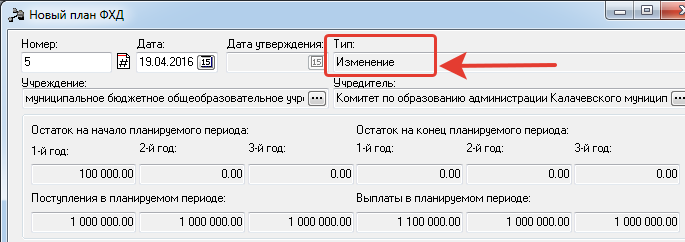 Новый план ФХД
Номер: Дата: Дата утверждения: Тип:
5 19.04.2016 15 15 Изменение
Учреждение: Учредитель:
муниципальное бюджетное общеобразовательное учре ... Комитет по образованию администрации Калачевского муницип ...
Остаток на начало планируемого периода: Остаток на конец планируемого периода:
1-й год: 2-й год: 3-й год: 1-й год: 2-й год: 3-й год:
100 000.00 0.00 0.00 0.00 0.00 0.00
Поступления в планируемом периоде: Выплаты в планируемом периоде:
1 000 000.00 1 000 000.00 1 000 000.00 1 100 000.00 1 000 000.00 1 000 000.00